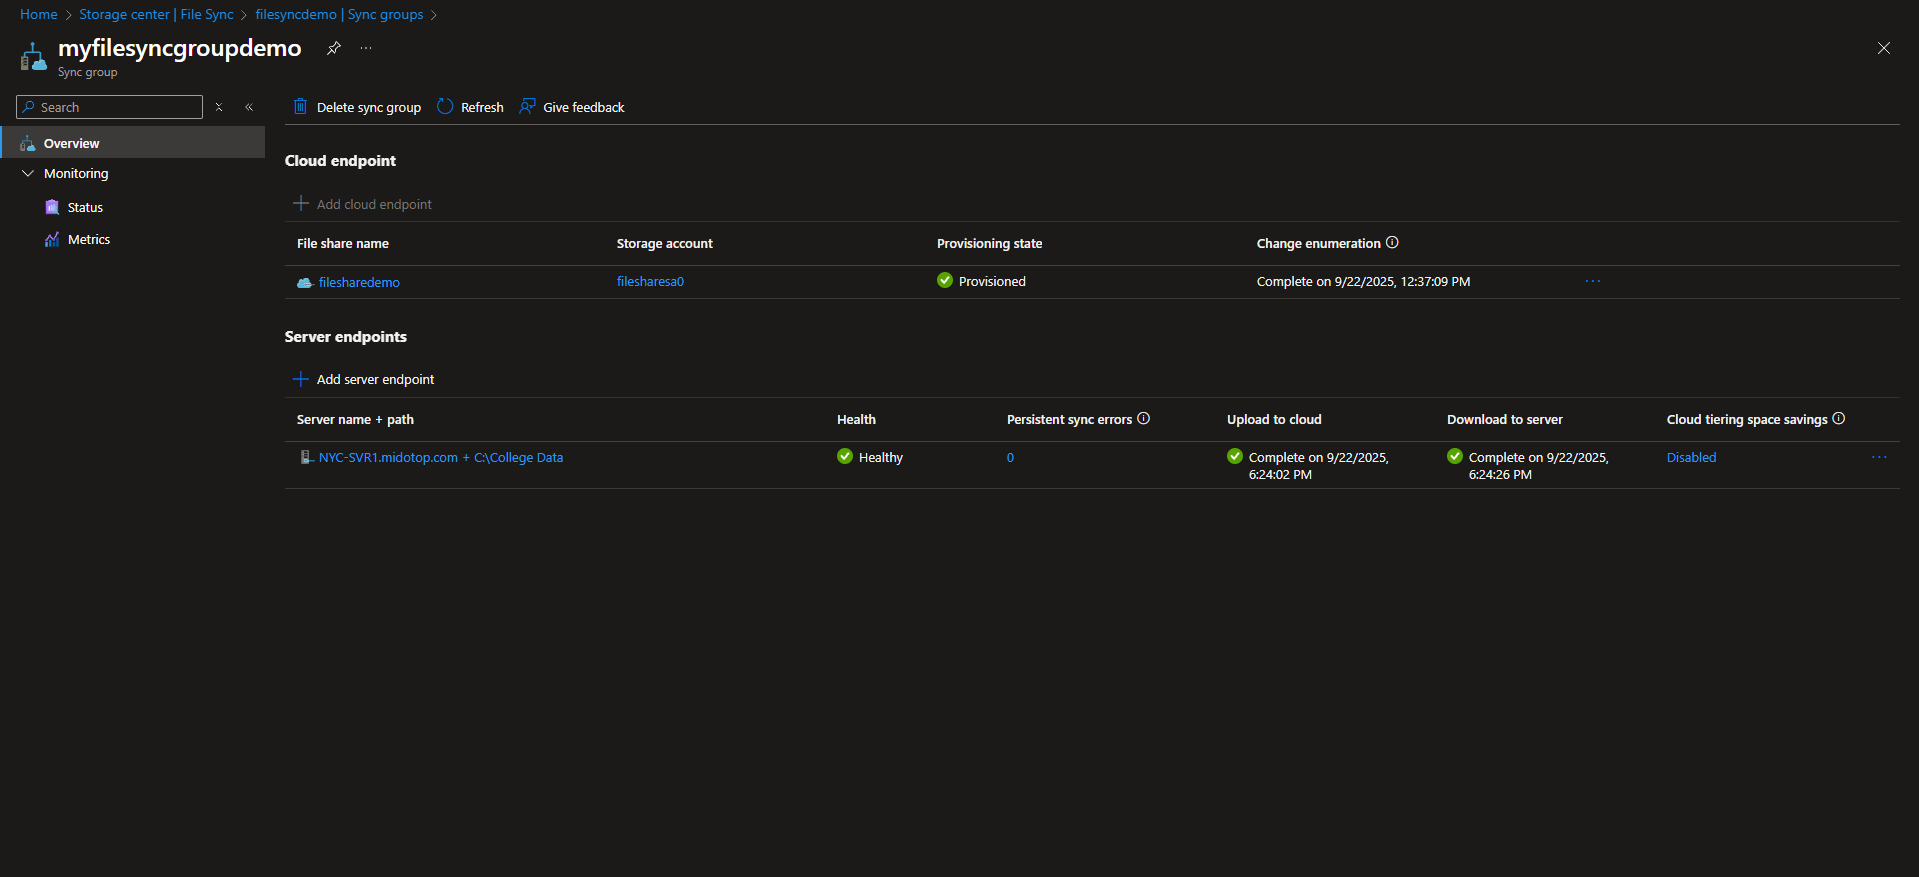 Home > Storage center | File Sync > filesyncdemo | Sync groups >
myfilesyncgroupdemo ...
Sync group
Search
Delete sync group Refresh Give feedback
Overview
Monitoring
Status
Metrics
Cloud endpoint
Add cloud endpoint
File share name Storage account Provisioning state Change enumeration
filesharedemo filesharesa0 Provisioned Complete on 9/22/2025, 12:37:09 PM ...
Server endpoints
Add server endpoint
Server name + path Health Persistent sync errors Upload to cloud Download to server Cloud tiering space savings
NYC-SVR1.midotop.com + C:\College Data Healthy 0 Complete on 9/22/2025, Complete on 9/22/2025, Disabled ...
6:24:02 PM 6:24:26 PM